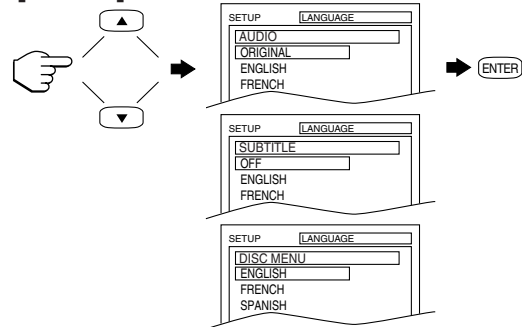 SETUP LANGUAGE
AUDIO
ORIGINAL
ENGLISH
FRENCH
ENTER
SETUP LANGUAGE
SUBTITLE
OFF
ENGLISH
FRENCH
SETUP LANGUAGE
DISC MENU
ENGLISH
FRENCH
SPANISH